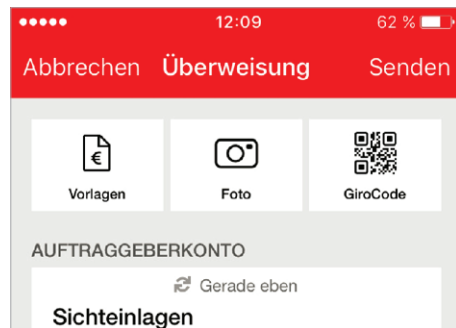 12:09 62 %
Abbrechen Überweisung Senden
Vorlagen Foto GiroCode
AUFTRAGGEBERKONTO
Gerade eben
Sichteinlagen